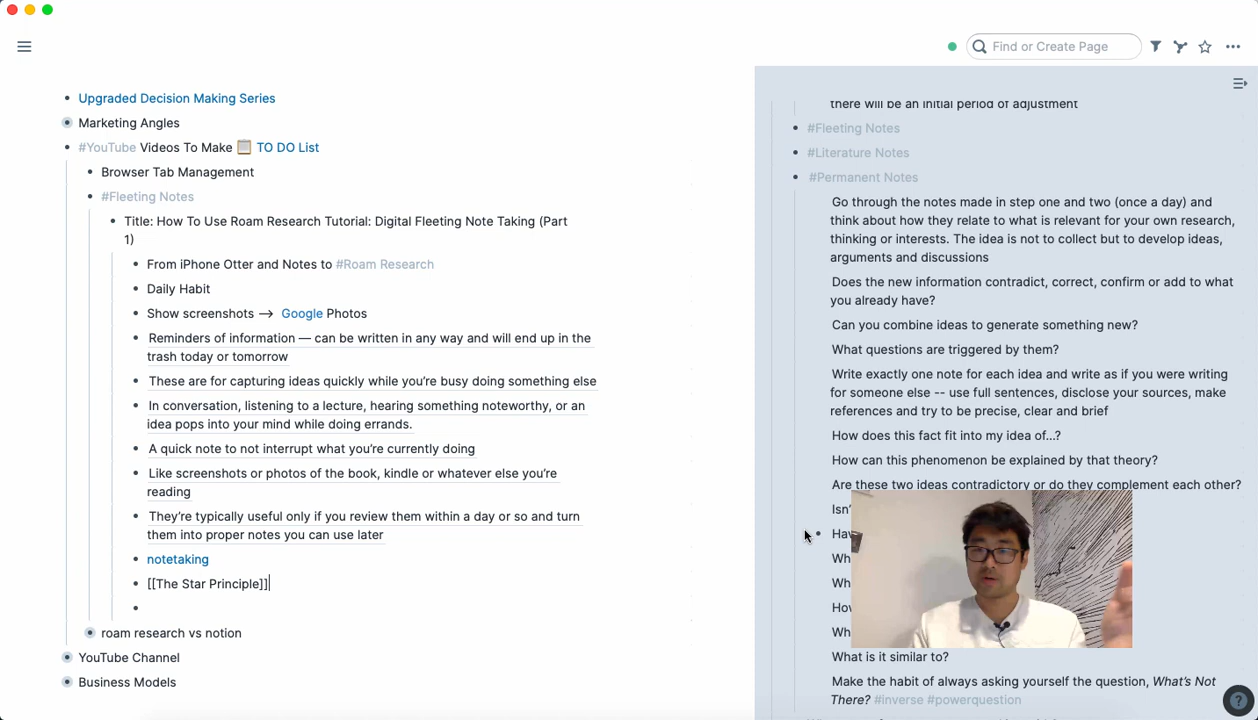 Find or Create Page
Upgraded Decision Making Series
Marketing Angles
#YouTube Videos To Make 📋 TO DO List
Browser Tab Management
#Fleeting Notes
Title: How To Use Roam Research Tutorial: Digital Fleeting Note Taking (Part
1)
From iPhone Otter and Notes to #Roam Research
Daily Habit
Show screenshots → Google Photos
Reminders of information — can be written in any way and will end up in the
trash today or tomorrow
These are for capturing ideas quickly while you’re busy doing something else
In conversation, listening to a lecture, hearing something noteworthy, or an
idea pops into your mind while doing errands.
A quick note to not interrupt what you’re currently doing
Like screenshots or photos of the book, kindle or whatever else you’re
reading
They’re typically useful only if you review them within a day or so and turn
them into proper notes you can use later
notetaking
[[The Star Principle]]
roam research vs notion
YouTube Channel
Business Models
there will be an initial period of adjustment
#Fleeting Notes
#Literature Notes
#Permanent Notes
Go through the notes made in step one and two (once a day) and
think about how they relate to what is relevant for your own research,
thinking or interests. The idea is not to collect but to develop ideas,
arguments and discussions
Does the new information contradict, correct, confirm or add to what
you already have?
Can you combine ideas to generate something new?
What questions are triggered by them?
Write exactly one note for each idea and write as if you were writing
for someone else -- use full sentences, disclose your sources, make
references and try to be precise, clear and brief
How does this fact fit into my idea of...?
How can this phenomenon be explained by that theory?
Are these two ideas contradictory or do they complement each other?
What is it similar to?
Make the habit of always asking yourself the question, What’s Not
There? #inverse #powerquestion